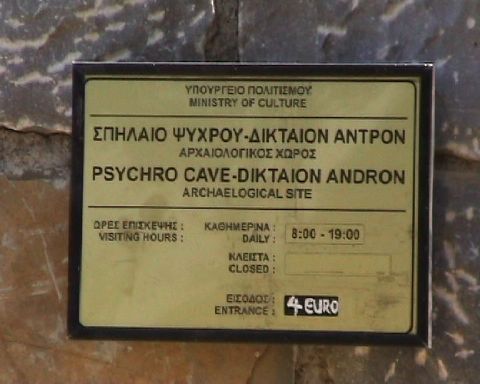 ΥΠΟΥΡΓΕΙΟ ΠΟΛΙΤΙΣΜΟΥ
MINISTRY OF CULTURE
ΣΠΗΛΑΙΟ ΨΥΧΡΟΥ-ΔΙΚΤΑΙΟΝ ΑΝΤΡΟΝ
ΑΡΧΑΙΟΛΟΓΙΚΟΣ ΧΩΡΟΣ
PSYCHRO CAVE-DIKTAION ANDRON
ARCHAELOGICAL SITE
ΩΡΕΣ ΕΠΙΣΚΕΨΗΣ : ΚΑΘΗΜΕΡΙΝΑ :
VISITING HOURS : DAILY : 8:00 - 19:00
ΚΛΕΙΣΤΑ :
CLOSED :
ΕΙΣΟΔΟΣ :
ENTRANCE : 4 EURO